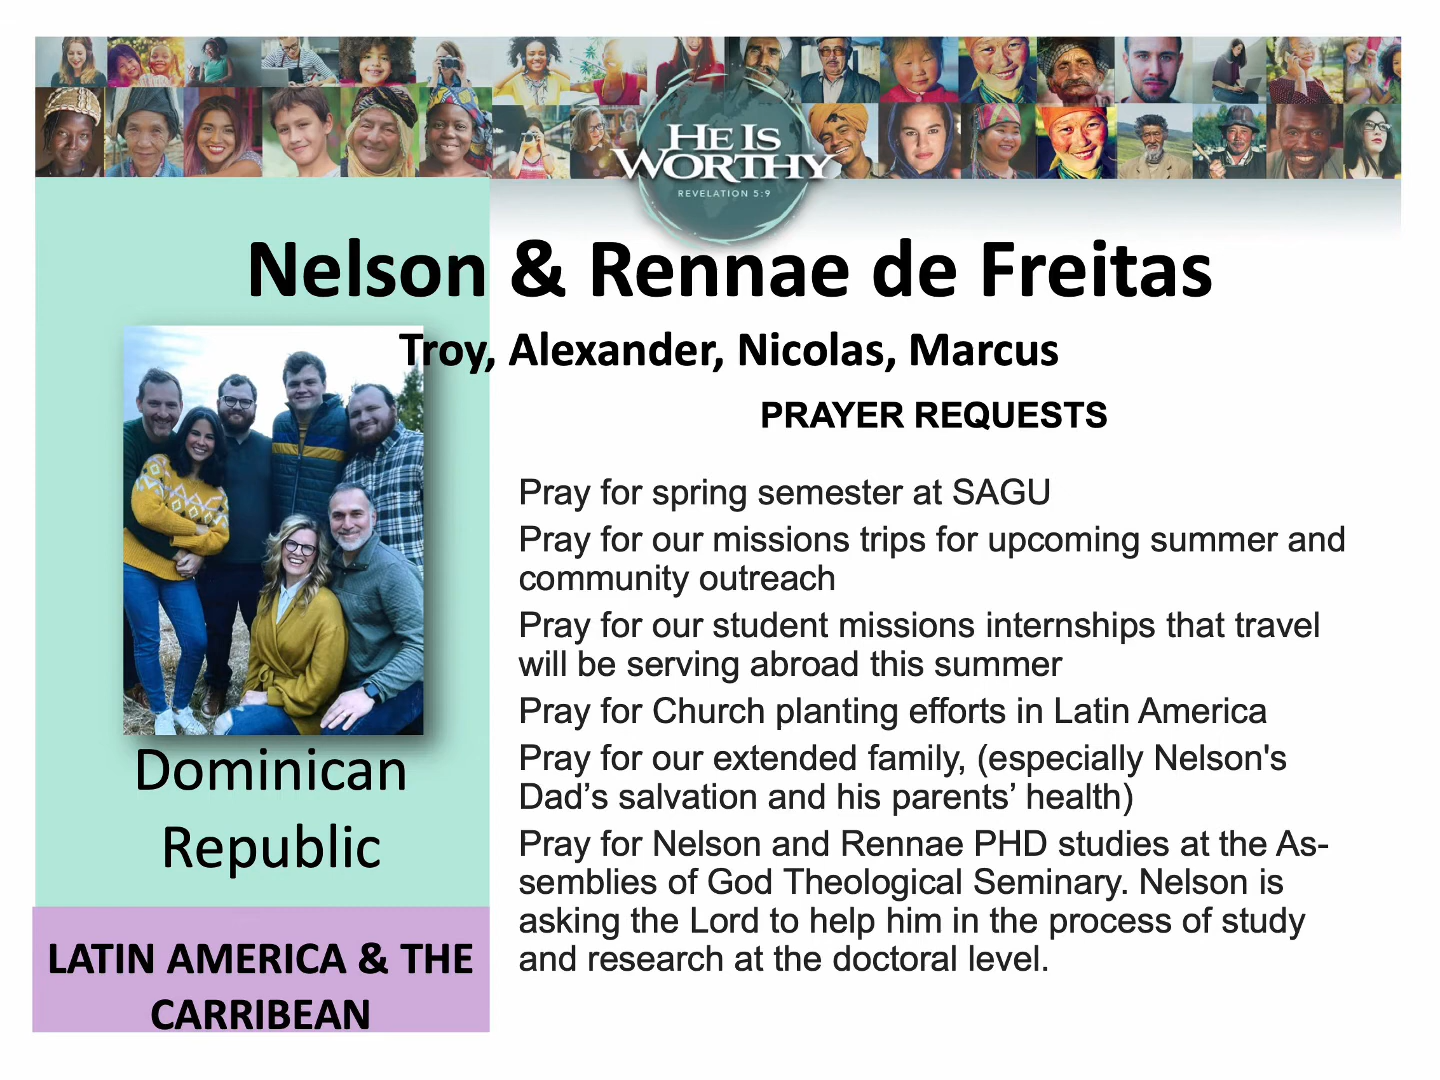 HE IS
WORTHY
REVELATION 5:9
Nelson & Rennae de Freitas
Troy, Alexander, Nicolas, Marcus
PRAYER REQUESTS
Pray for spring semester at SAGU
Pray for our missions trips for upcoming summer and
community outreach
Pray for our student missions internships that travel
will be serving abroad this summer
Pray for Church planting efforts in Latin America
Pray for our extended family, (especially Nelson's
Dad’s salvation and his parents’ health)
Pray for Nelson and Rennae PHD studies at the As-
semblies of God Theological Seminary. Nelson is
asking the Lord to help him in the process of study
and research at the doctoral level.
Dominican
Republic
LATIN AMERICA & THE
CARRIBEAN